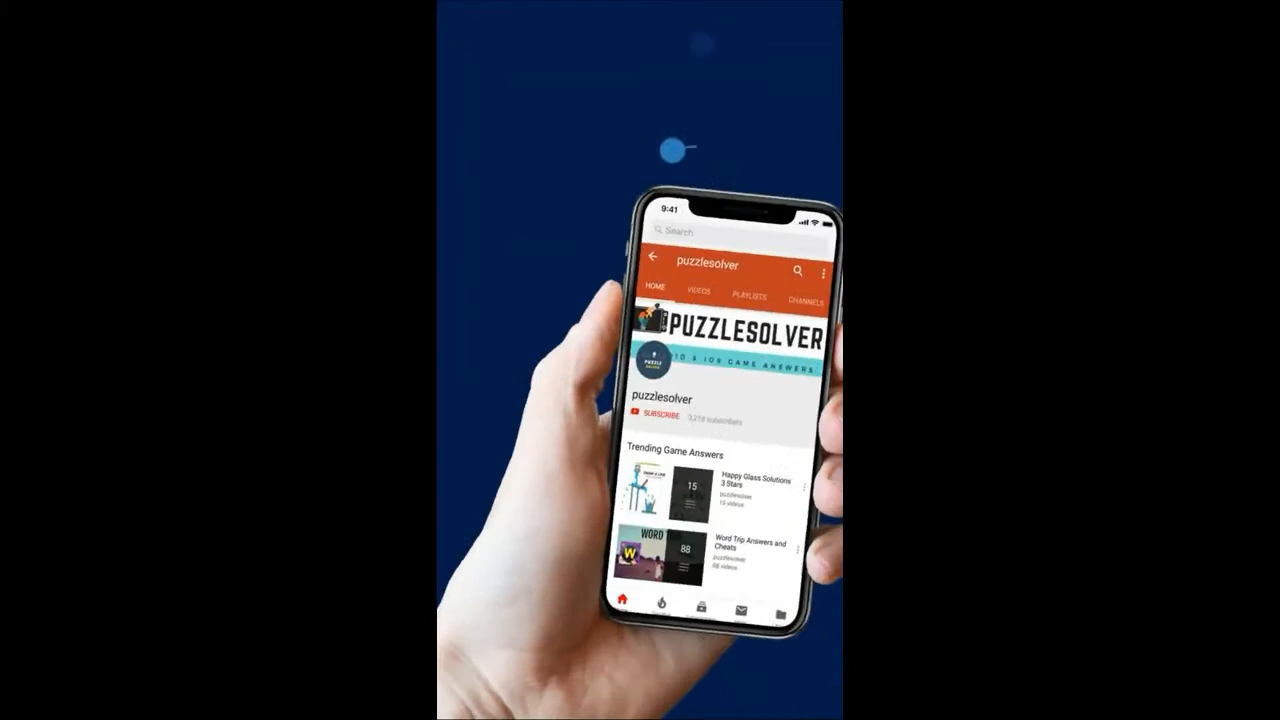 9:41
Search
puzzlesolver
HOME VIDEOS PLAYLISTS CHANNELS
PUZZLESOLVER
& IOS GAME ANSWERS
PUZZLE
puzzlesolver
SUBSCRIBE 3,218 subscribers
Trending Game Answers
15
Happy Glass Solutions
3 Stars
puzzlesolver
15 videos
WORD
W
88
Word Trip Answers and
Cheats
puzzlesolver
88 videos